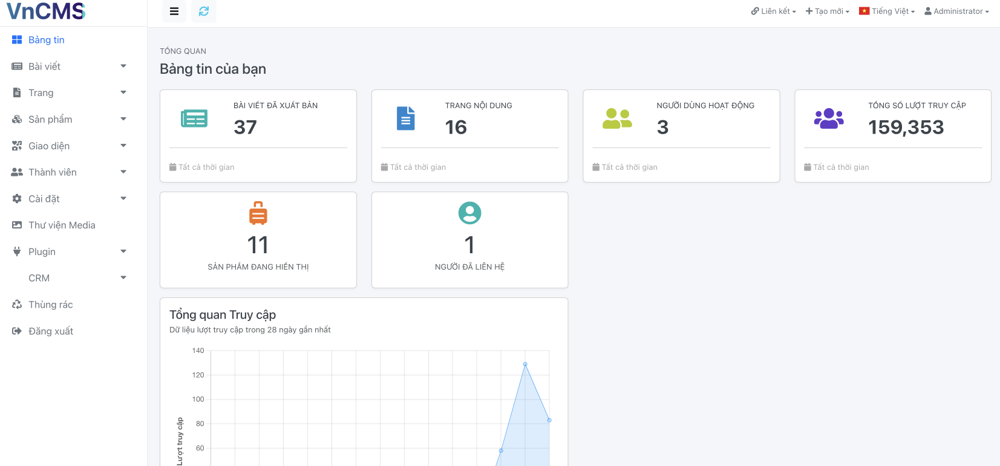 VnCMS
Liên kết
Tạo mới
Tiếng Việt
Administrator
Bảng tin
Bài viết
Trang
Sản phẩm
Giao diện
Thành viên
Cài đặt
Thư viện Media
Plugin
CRM
Thùng rác
Đăng xuất
TỔNG QUAN
Bảng tin của bạn
BÀI VIẾT ĐÃ XUẤT BẢN
37
Tất cả thời gian
TRANG NỘI DUNG
16
Tất cả thời gian
NGƯỜI DÙNG HOẠT ĐỘNG
3
Tất cả thời gian
TỔNG SỐ LƯỢT TRUY CẬP
159,353
Tất cả thời gian
11
SẢN PHẨM ĐANG HIỂN THỊ
1
NGƯỜI ĐÃ LIÊN HỆ
Tổng quan Truy cập
Dữ liệu lượt truy cập trong 28 ngày gần nhất
140
120
100
80
60
Lượt truy cập